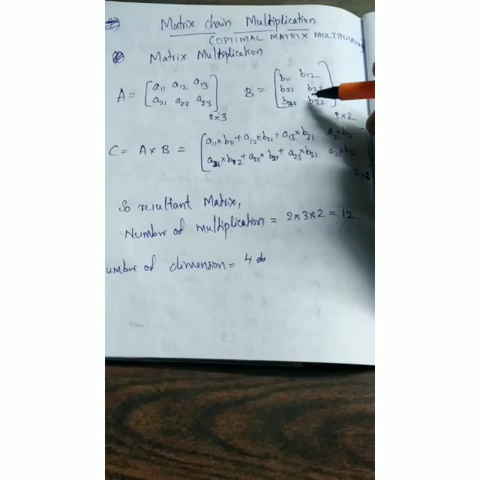 Matrix chain Multiplication
(OPTIMAL MATRIX MULTIPLICATION
Matrix Multiplication
A = [a11 a12 a13 B = [b11 b12
a21 a22 a23] 2×3 b21 b22
b31 b32] 3×2
C = A × B = [a11×b11+a12×b21+a13×b31
a21× +a22× +a23×b31 2×2
So resultant Matrix,
Number of multiplication = 2×3×2 = 12
umber of dimension = 4